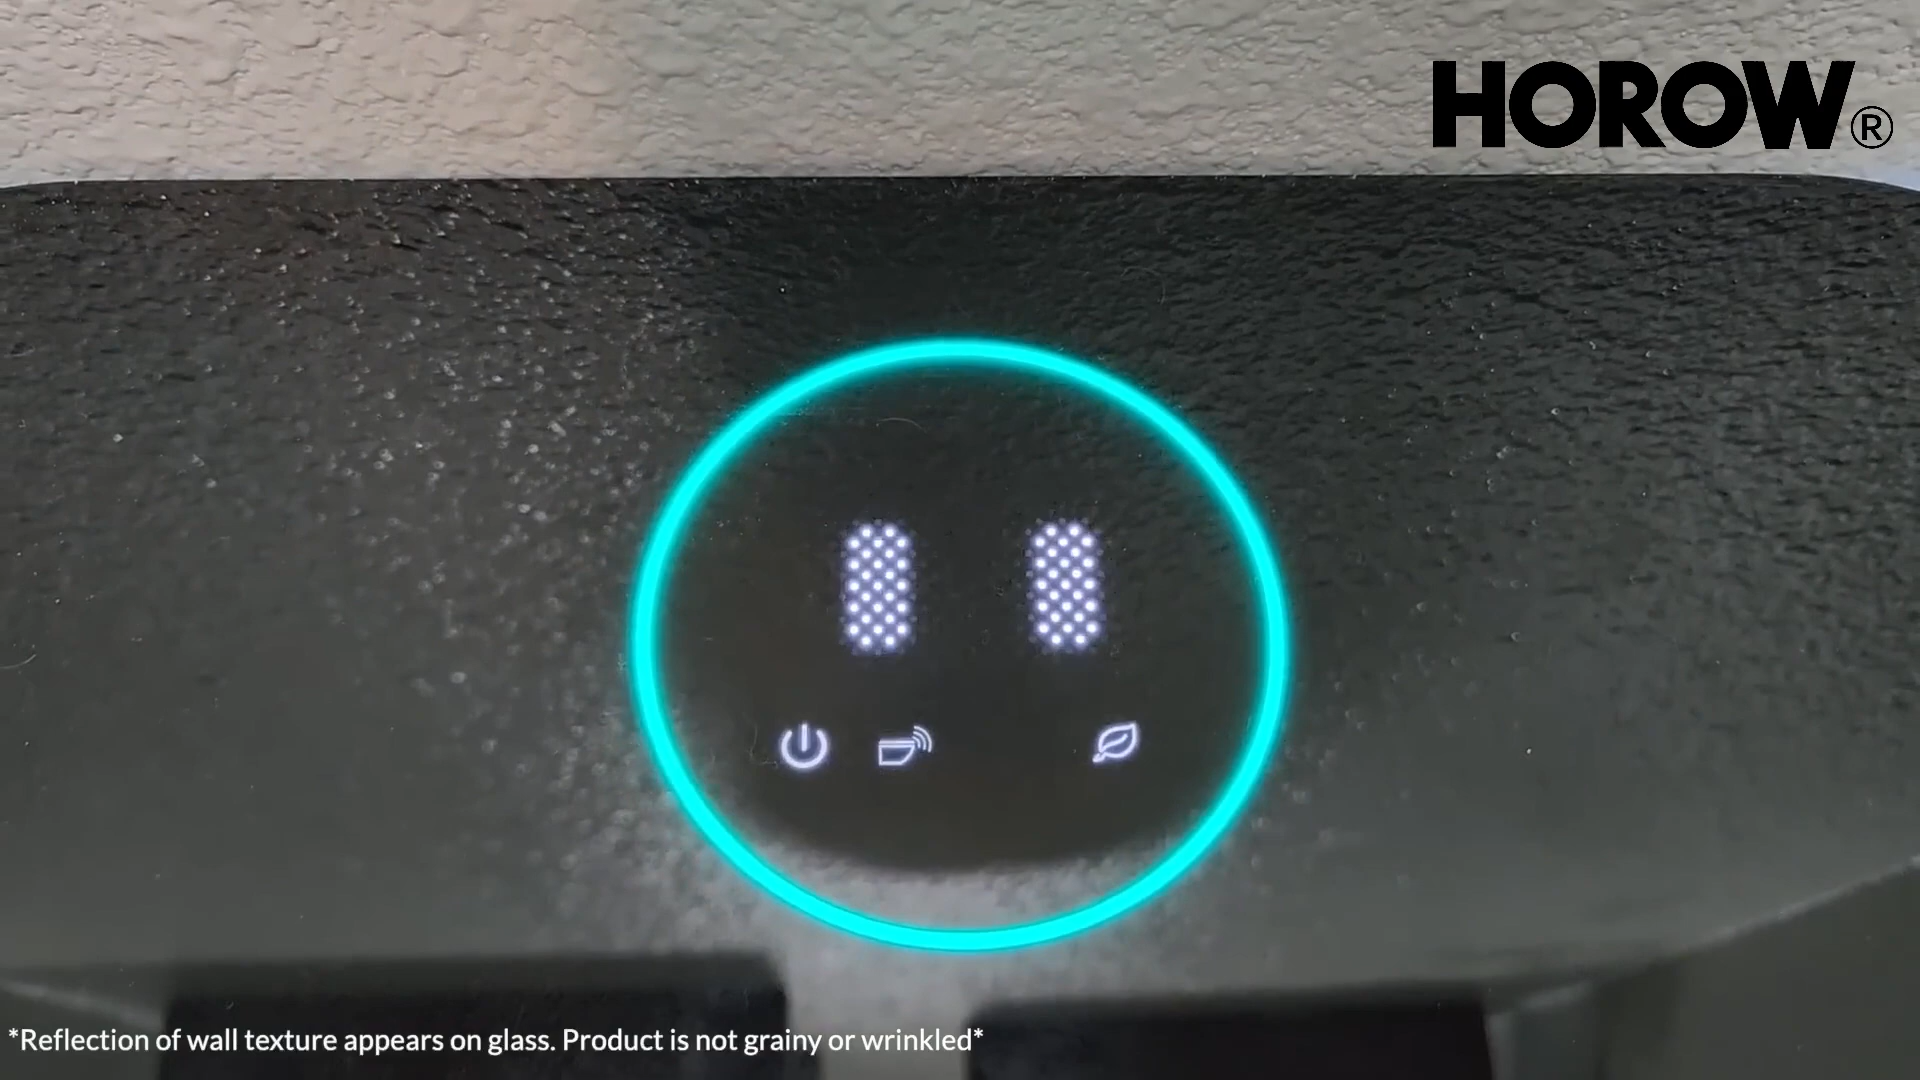 HOROW®
*Reflection of wall texture appears on glass. Product is not grainy or wrinkled*